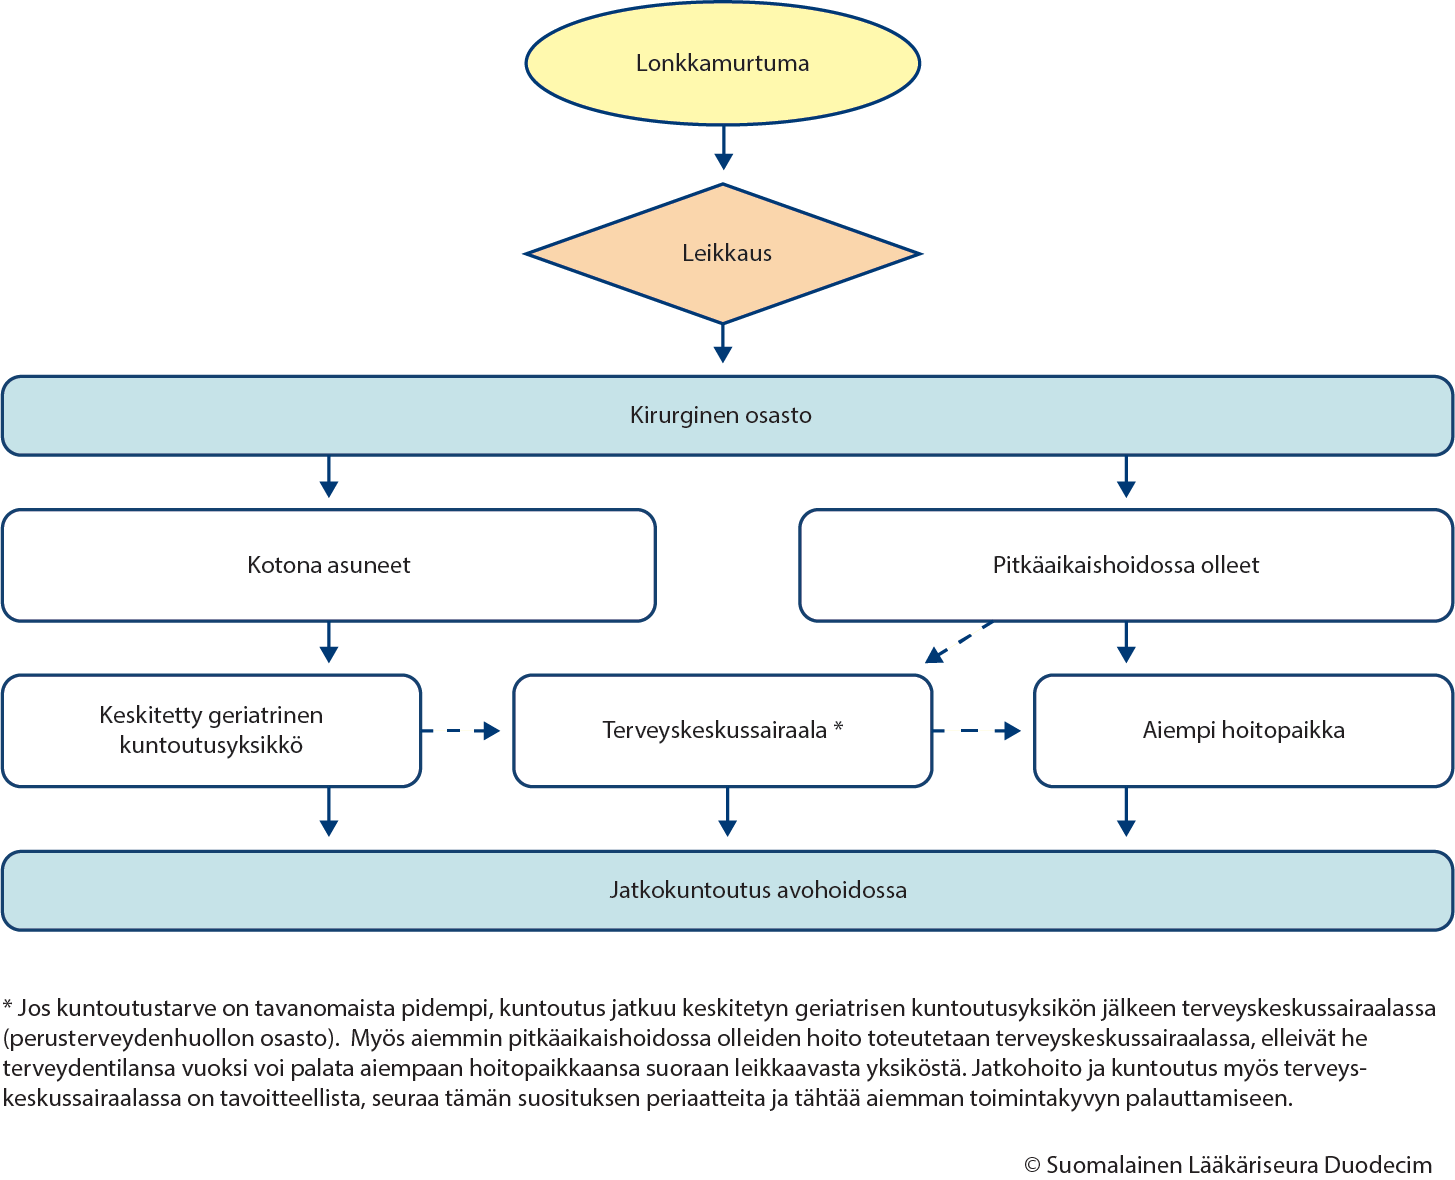 Lonkkamurtuma
Leikkaus
Kirurginen osasto
Kotona asuneet
Pitkäaikaishoidossa olleet
Keskitetty geriatrinen
kuntoutusyksikkö
Terveyskeskussairaala *
Aiempi hoitopaikka
Jatkokuntoutus avohoidossa
* Jos kuntoutustarve on tavanomaista pidempi, kuntoutus jatkuu keskitetyn geriatrisen kuntoutusyksikön jälkeen terveyskeskussairaalassa
(perusterveydenhuollon osasto).  Myös aiemmin pitkäaikaishoidossa olleiden hoito toteutetaan terveyskeskussairaalassa, elleivät he
terveydentilansa vuoksi voi palata aiempaan hoitopaikkaansa suoraan leikkaavasta yksiköstä. Jatkohoito ja kuntoutus myös terveys-
keskussairaalassa on tavoitteellista, seuraa tämän suosituksen periaatteita ja tähtää aiemman toimintakyvyn palauttamiseen.
© Suomalainen Lääkäriseura Duodecim